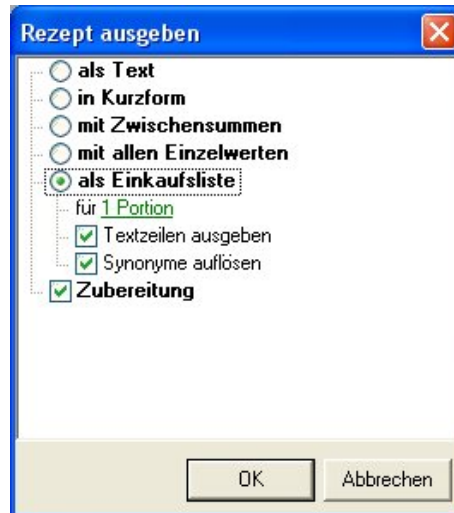 Rezept ausgeben
als Text
in Kurzform
mit Zwischensummen
mit allen Einzelwerten
als Einkaufsliste
für 1 Portion
Textzeilen ausgeben
Synonyme auflösen
Zubereitung
OK
Abbrechen